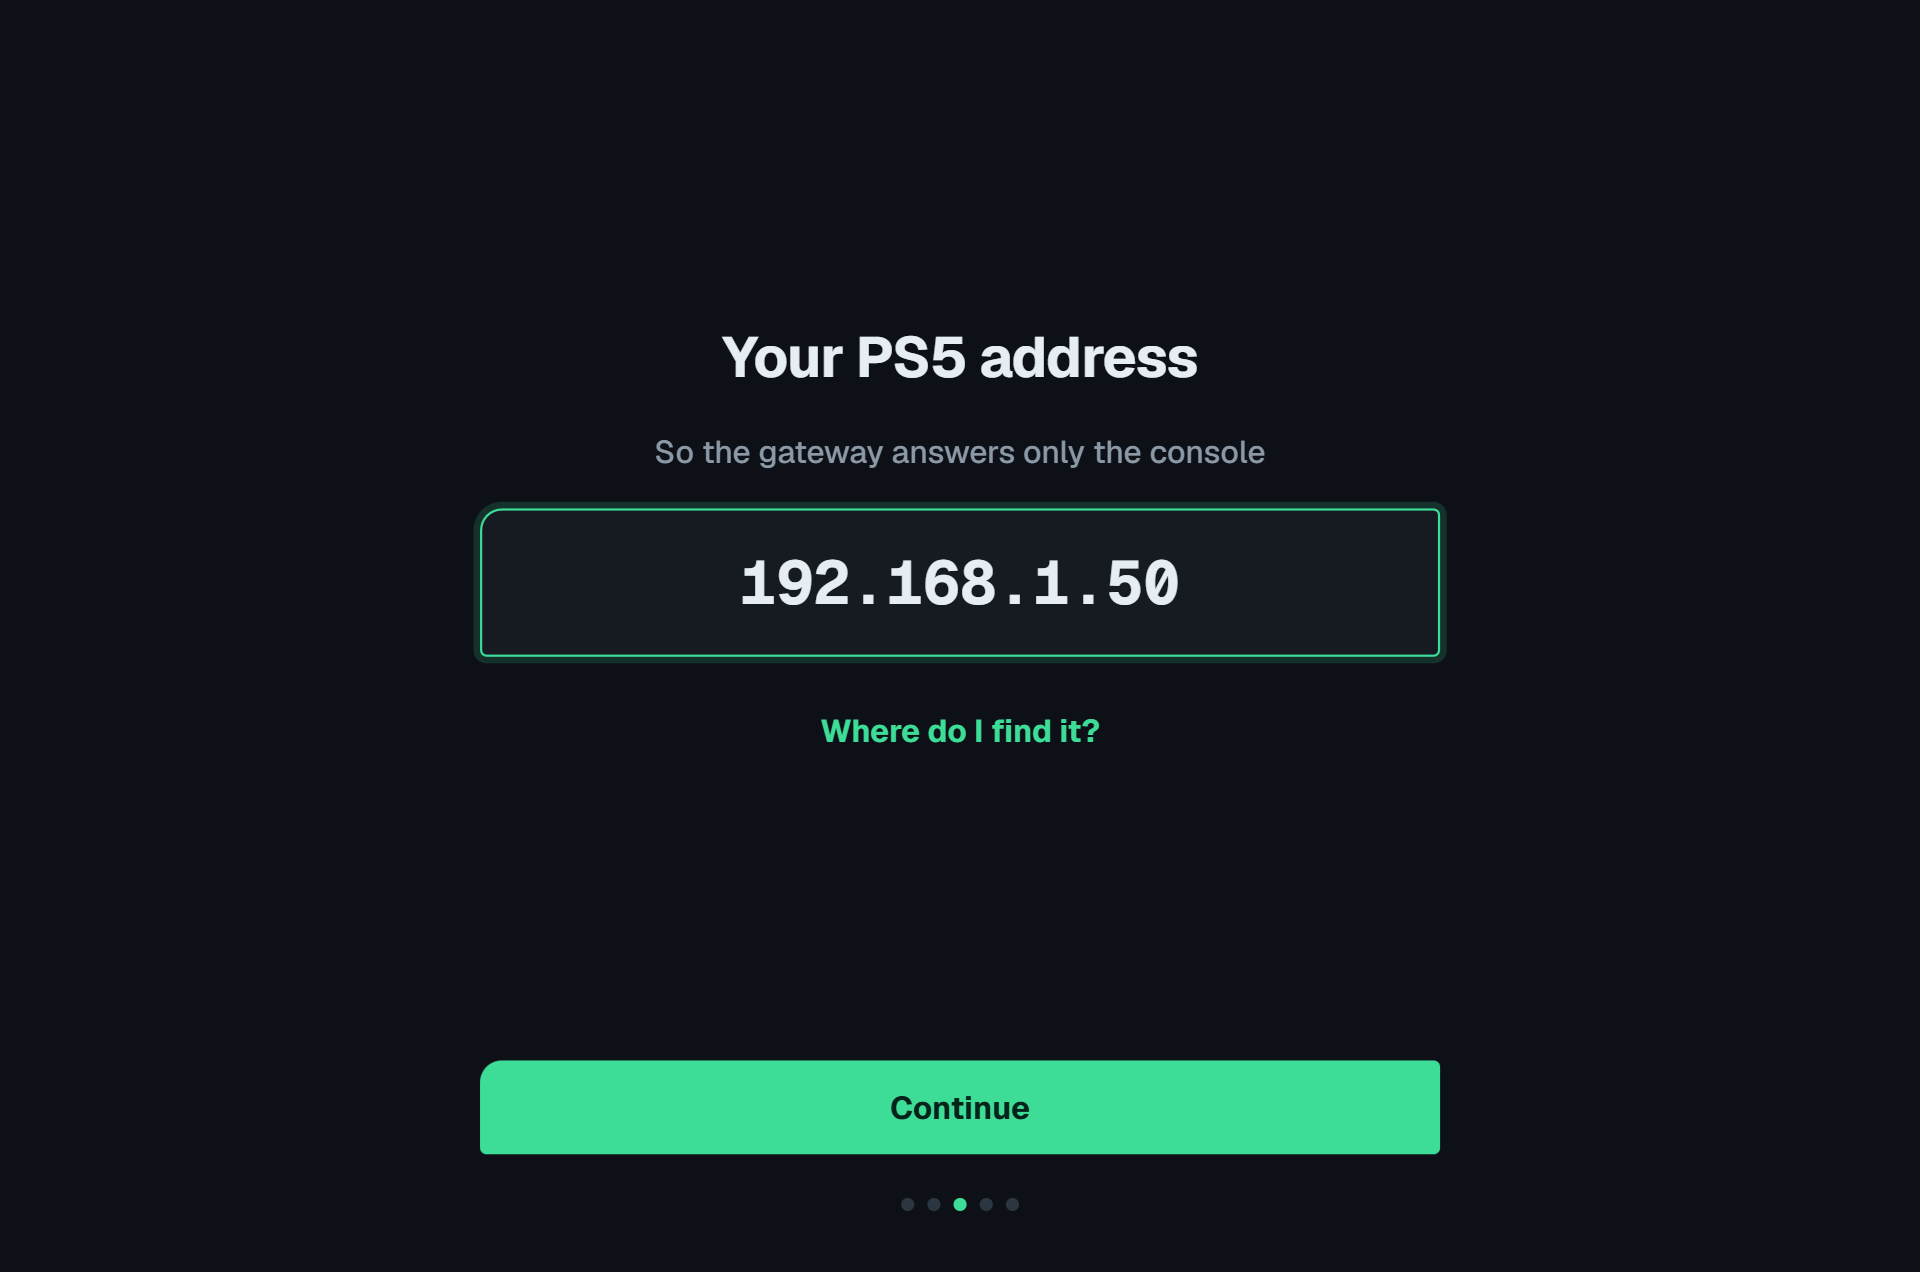 Your PS5 address
So the gateway answers only the console
192.168.1.50
Where do I find it?
Continue